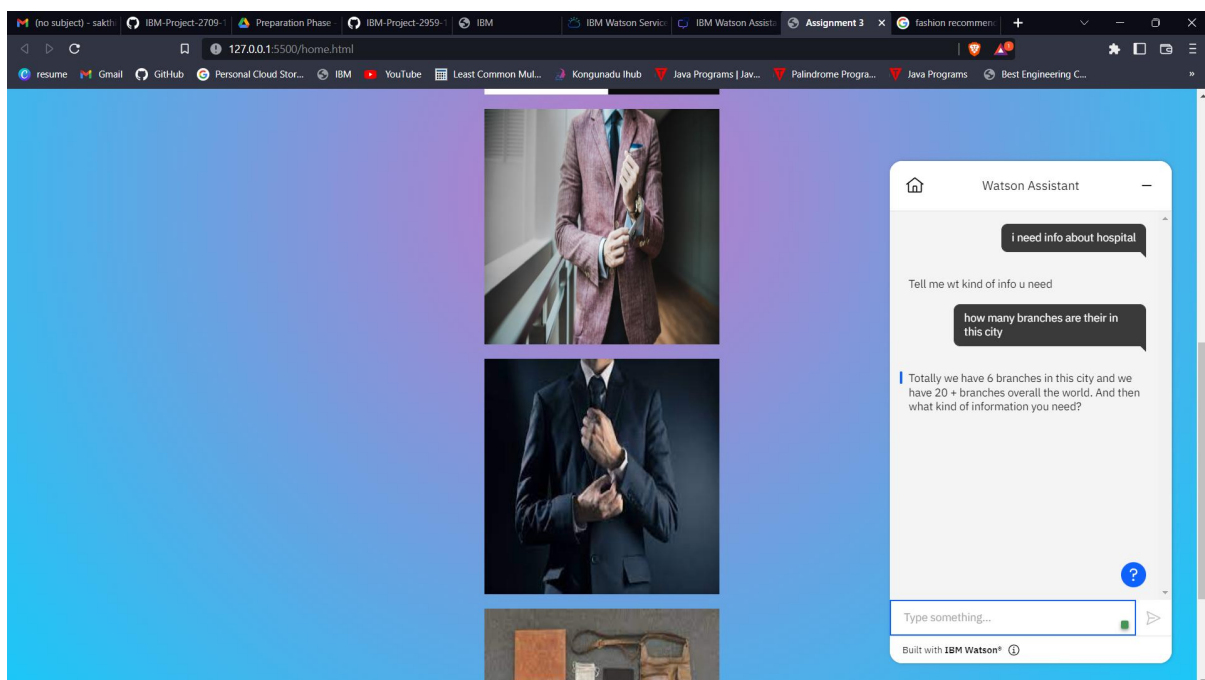 (no subject) - sakthi
IBM-Project-2709-1
Preparation Phase -
IBM-Project-2959-1
IBM
IBM Watson Service
IBM Watson Assista
Assignment 3
fashion recommend
127.0.0.1:5500/home.html
resume
Gmail
GitHub
Personal Cloud Stor...
IBM
YouTube
Least Common Mul...
Kongunadu Ihub
Java Programs | Jav...
Palindrome Progra...
Java Programs
Best Engineering C...
»
Watson Assistant
i need info about hospital
Tell me wt kind of info u need
how many branches are their in
this city
Totally we have 6 branches in this city and we
have 20 + branches overall the world. And then
what kind of information you need?
?
Type something...
Built with IBM Watson®